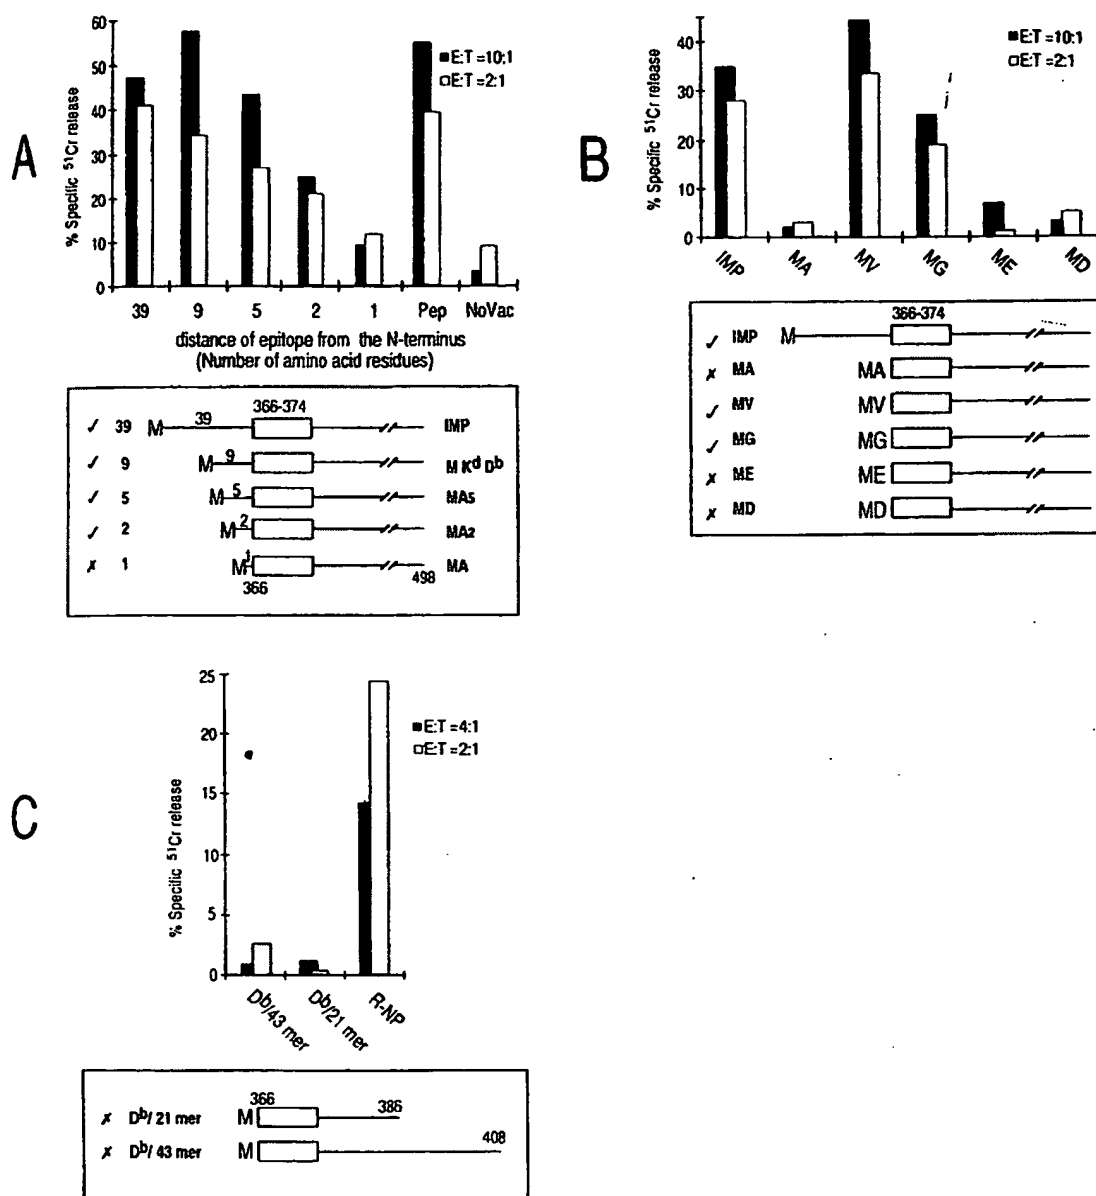 A
% Specific ⁵¹Cr release
60
50
40
30
20
10
0
■E:T =10:1
□E:T =2:1
39 9 5 2 1 Pep NoVac
distance of epitope from the N-terminus
(Number of amino acid residues)
366-374
✓ 39 M 39 IMP
✓ 9 M 9 M Kᵈ Dᵇ
✓ 5 M 5 MA5
✓ 2 M 2 MA2
✗ 1 M 1 MA
366 498
B
% Specific ⁵¹Cr release
40
30
20
10
0
■E:T =10:1
□E:T =2:1
IMP MA MV MG ME MD
366-374
✓ IMP M
✗ MA MA
✓ MV MV
✓ MG MG
✗ ME ME
✗ MD MD
C
% Specific ⁵¹Cr release
25
20
15
10
5
0
■E:T =4:1
□E:T =2:1
Dᵇ/43 mer Dᵇ/21 mer R-NP
366
✗ Dᵇ/ 21 mer M 386
✗ Dᵇ/ 43 mer M 408